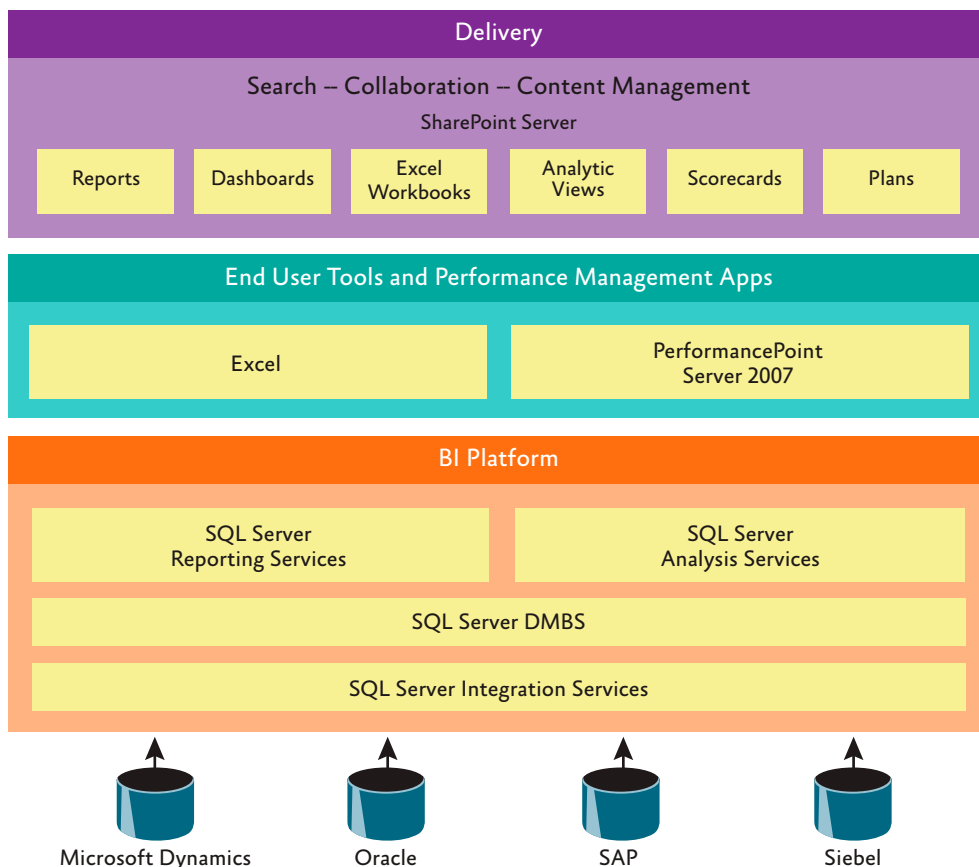 Delivery
Search – Collaboration – Content Management
SharePoint Server
Reports
Dashboards
Excel
Workbooks
Analytic
Views
Scorecards
Plans
End User Tools and Performance Management Apps
Excel
PerformancePoint
Server 2007
BI Platform
SQL Server
Reporting Services
SQL Server
Analysis Services
SQL Server DMBS
SQL Server Integration Services
Microsoft Dynamics
Oracle
SAP
Siebel